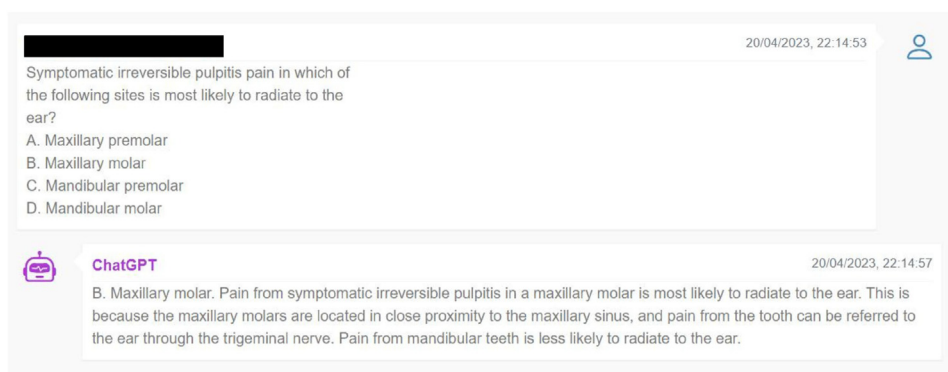 20/04/2023, 22:14:53
Symptomatic irreversible pulpitis pain in which of
the following sites is most likely to radiate to the
ear?
A. Maxillary premolar
B. Maxillary molar
C. Mandibular premolar
D. Mandibular molar
ChatGPT
20/04/2023, 22:14:57
B. Maxillary molar. Pain from symptomatic irreversible pulpitis in a maxillary molar is most likely to radiate to the ear. This is
because the maxillary molars are located in close proximity to the maxillary sinus, and pain from the tooth can be referred to
the ear through the trigeminal nerve. Pain from mandibular teeth is less likely to radiate to the ear.